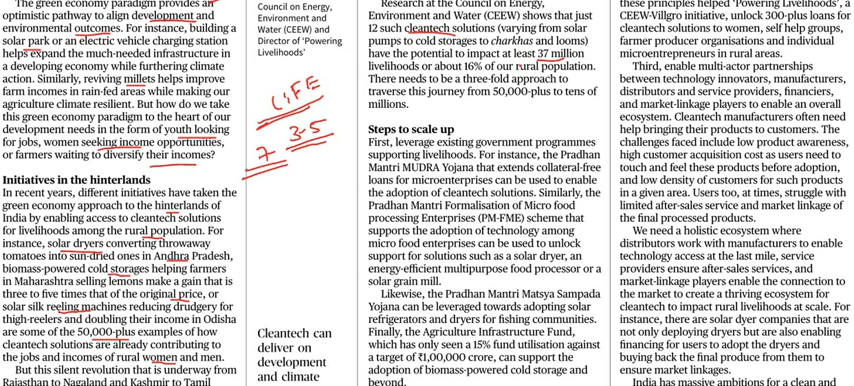 The green economy paradigm provides an
optimistic pathway to align development and
environmental outcomes. For instance, building a
solar park or an electric vehicle charging station
helps expand the much-needed infrastructure in
a developing economy while furthering climate
action. Similarly, reviving millets helps improve
farm incomes in rain-fed areas while making our
agriculture climate resilient. But how do we take
this green economy paradigm to the heart of our
development needs in the form of youth looking
for jobs, women seeking income opportunities,
or farmers waiting to diversify their incomes?
Initiatives in the hinterlands
In recent years, different initiatives have taken the
green economy approach to the hinterlands of
India by enabling access to cleantech solutions
for livelihoods among the rural population. For
instance, solar dryers converting throwaway
tomatoes into sun-dried ones in Andhra Pradesh,
biomass-powered cold storages helping farmers
in Maharashtra selling lemons make a gain that is
three to five times that of the original price, or
solar silk reeling machines reducing drudgery for
thigh-reelers and doubling their income in Odisha
are some of the 50,000-plus examples of how
cleantech solutions are already contributing to
the jobs and incomes of rural women and men.
But this silent revolution that is underway from
Rajasthan to Nagaland and Kashmir to Tamil
Council on Energy,
Environment and
Water (CEEW) and
Director of ‘Powering
Livelihoods’
LIFE
3-5
7
Cleantech can
deliver on
development
and climate
Research at the Council on Energy,
Environment and Water (CEEW) shows that just
12 such cleantech solutions (varying from solar
pumps to cold storages to charkhas and looms)
have the potential to impact at least 37 million
livelihoods or about 16% of our rural population.
There needs to be a three-fold approach to
traverse this journey from 50,000-plus to tens of
millions.
Steps to scale up
First, leverage existing government programmes
supporting livelihoods. For instance, the Pradhan
Mantri MUDRA Yojana that extends collateral-free
loans for microenterprises can be used to enable
the adoption of cleantech solutions. Similarly, the
Pradhan Mantri Formalisation of Micro food
processing Enterprises (PM-FME) scheme that
supports the adoption of technology among
micro food enterprises can be used to unlock
support for solutions such as a solar dryer, an
energy-efficient multipurpose food processor or a
solar grain mill.
Likewise, the Pradhan Mantri Matsya Sampada
Yojana can be leveraged towards adopting solar
refrigerators and dryers for fishing communities.
Finally, the Agriculture Infrastructure Fund,
which has only seen a 15% fund utilisation against
a target of ₹1,00,000 crore, can support the
adoption of biomass-powered cold storage and
beyond.
these principles helped ‘Powering Livelihoods’, a
CEEW-Villgro initiative, unlock 300-plus loans for
cleantech solutions to women, self help groups,
farmer producer organisations and individual
microentrepreneurs in rural areas.
Third, enable multi-actor partnerships
between technology innovators, manufacturers,
distributors and service providers, financiers,
and market-linkage players to enable an overall
ecosystem. Cleantech manufacturers often need
help bringing their products to customers. The
challenges faced include low product awareness,
high customer acquisition cost as users need to
touch and feel these products before adoption,
and low density of customers for such products
in a given area. Users too, at times, struggle with
limited after-sales service and market linkage of
the final processed products.
We need a holistic ecosystem where
distributors work with manufacturers to enable
technology access at the last mile, service
providers ensure after-sales services, and
market-linkage players enable the connection to
the market to create a thriving ecosystem for
cleantech to impact rural livelihoods at scale. For
instance, there are solar dyer companies that are
not only deploying dryers but are also enabling
financing for users to adopt the dryers and
buying back the final produce from them to
ensure market linkages.
India has massive ambitions for a clean and